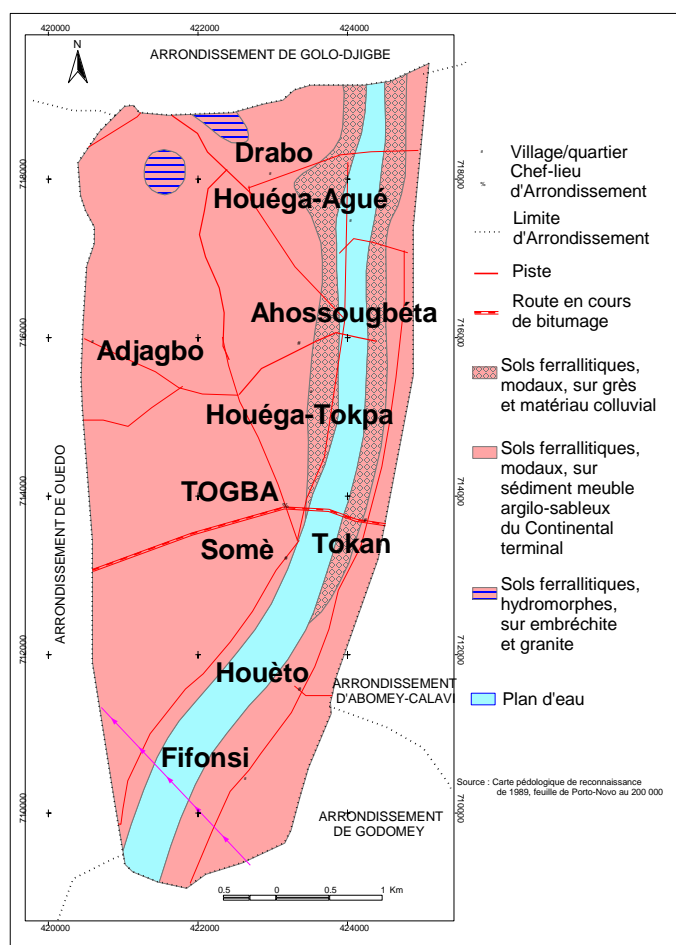 420000
422000
424000
N
ARRONDISSEMENT DE GOLO-DJIGBE
Drabo
718000
718000
Houéga-Agué
Ahossougbéta
716000
716000
Adjagbo
Houéga-Tokpa
TOGBA
714000
714000
Somè
Tokan
ARRONDISSEMENT DE OUEDO
712000
712000
Houèto
ARRONDISSEMENT
D'ABOMEY-CALAVI
Fifonsi
710000
710000
ARRONDISSEMENT
DE GODOMEY
0.5
0
0.5
1 Km
420000
422000
424000
Village/quartier
Chef-lieu
d'Arrondissement
Limite
d'Arrondissement
Piste
Route en cours
de bitumage
Sols ferrallitiques,
modaux, sur grès
et matériau colluvial
Sols ferrallitiques,
modaux, sur
sédiment meuble
argilo-sableux
du Continental
terminal
Sols ferrallitiques,
hydromorphes,
sur embréchite
et granite
Plan d'eau
Source : Carte pédologique de reconnaissance
de 1989, feuille de Porto-Novo au 200 000